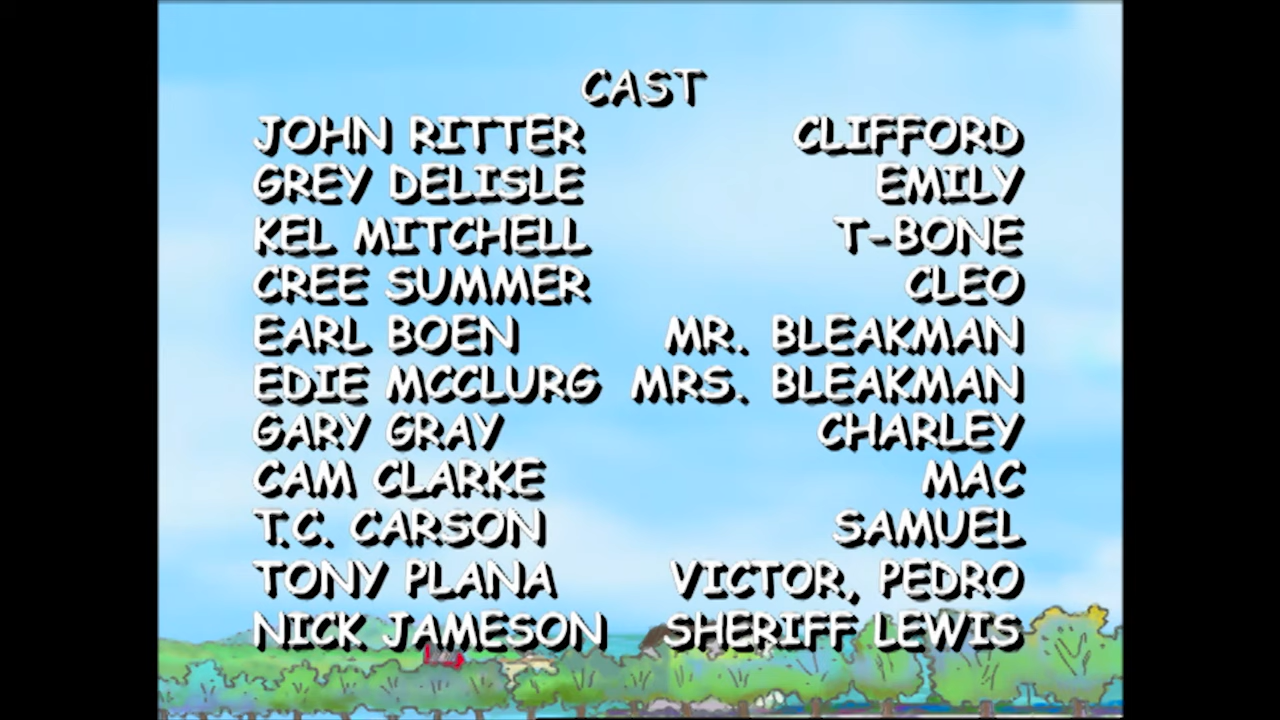 CAST
JOHN RITTER CLIFFORD
GREY DELISLE EMILY
KEL MITCHELL T-BONE
CREE SUMMER CLEO
EARL BOEN MR. BLEAKMAN
EDIE MCCLURG MRS. BLEAKMAN
GARY GRAY CHARLEY
CAM CLARKE MAC
T.C. CARSON SAMUEL
TONY PLANA VICTOR, PEDRO
NICK JAMESON SHERIFF LEWIS